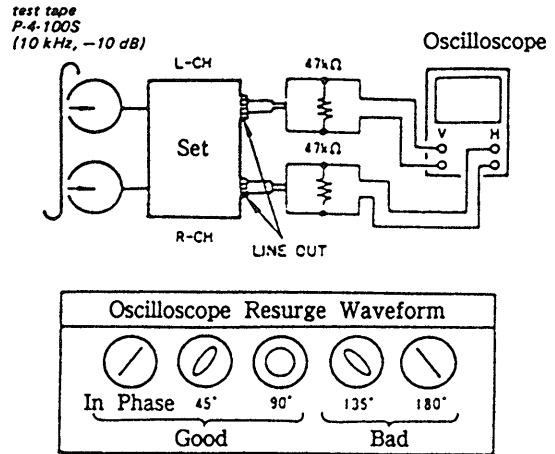 test tape
P-4-100S
(10 kHz, −10 dB)
L-CH
47kΩ
Oscilloscope
Set
V
H
47kΩ
R-CH
LINE OUT
Oscilloscope Resurge Waveform
In Phase 45° 90° 135° 180°
Good Bad